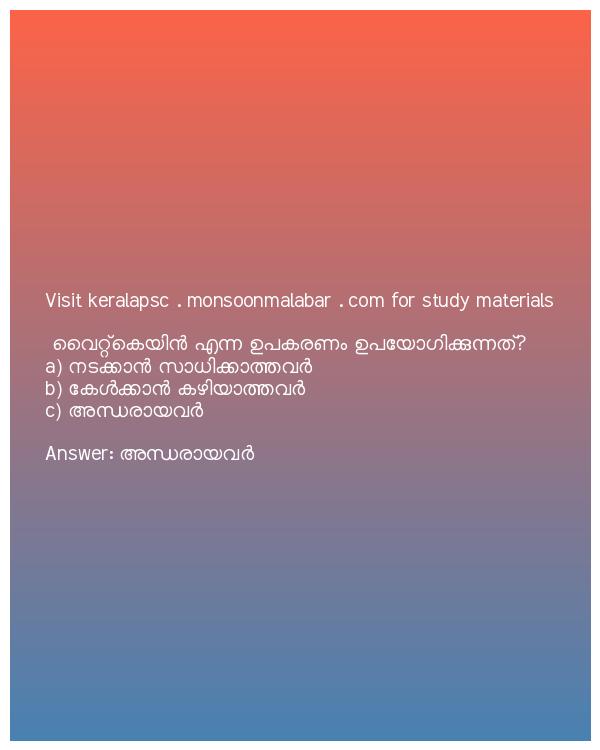 Visit keralapsc . monsoonmalabar . com for study materials
വൈറ്റ്കെയിൻ എന്ന ഉപകരണം ഉപയോഗിക്കുന്നത്?
a) നടക്കാൻ സാധിക്കാത്തവർ
b) കേൾക്കാൻ കഴിയാത്തവർ
c) അന്ധരായവർ
Answer: അന്ധരായവർ